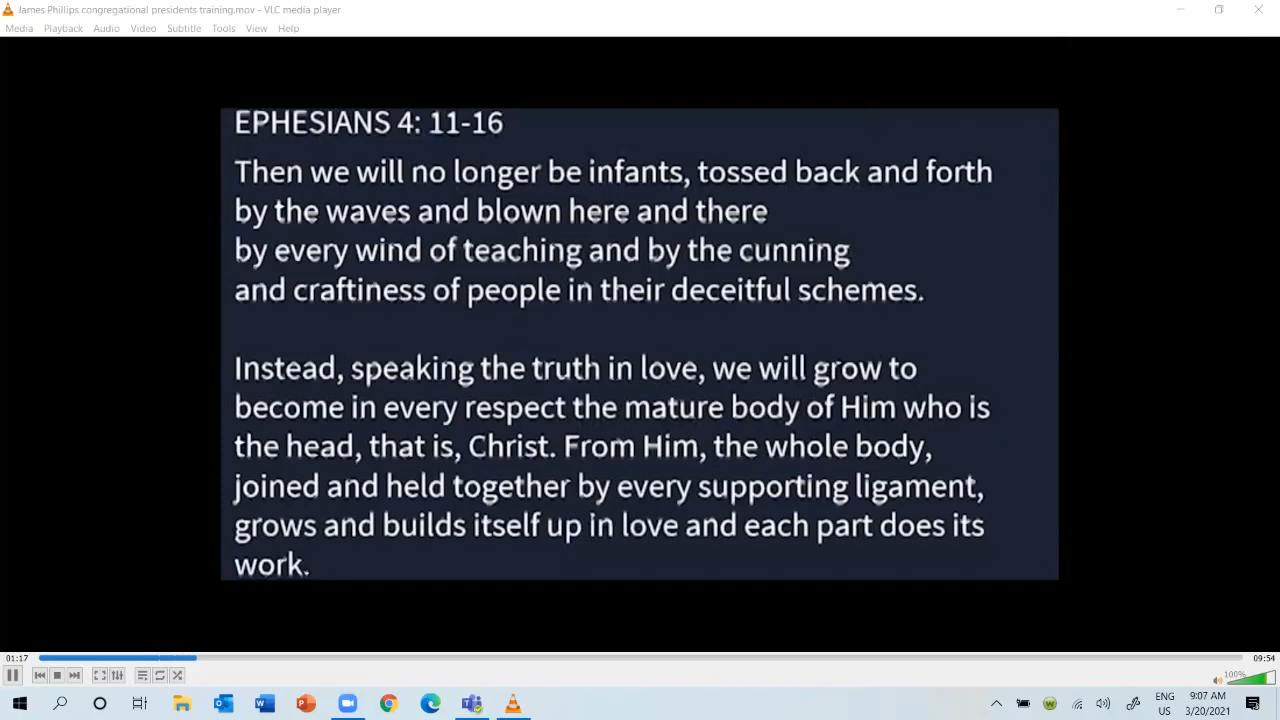 James Phillips congregational presidents training.mov - VLC media player
Media Playback Audio Video Subtitle Tools View Help
EPHESIANS 4: 11-16
Then we will no longer be infants, tossed back and forth
by the waves and blown here and there
by every wind of teaching and by the cunning
and craftiness of people in their deceitful schemes.
Instead, speaking the truth in love, we will grow to
become in every respect the mature body of Him who is
the head, that is, Christ. From Him, the whole body,
joined and held together by every supporting ligament,
grows and builds itself up in love and each part does its
work.
01:17 09:54
100%
ENG 9:07 AM
US 3/20/2021